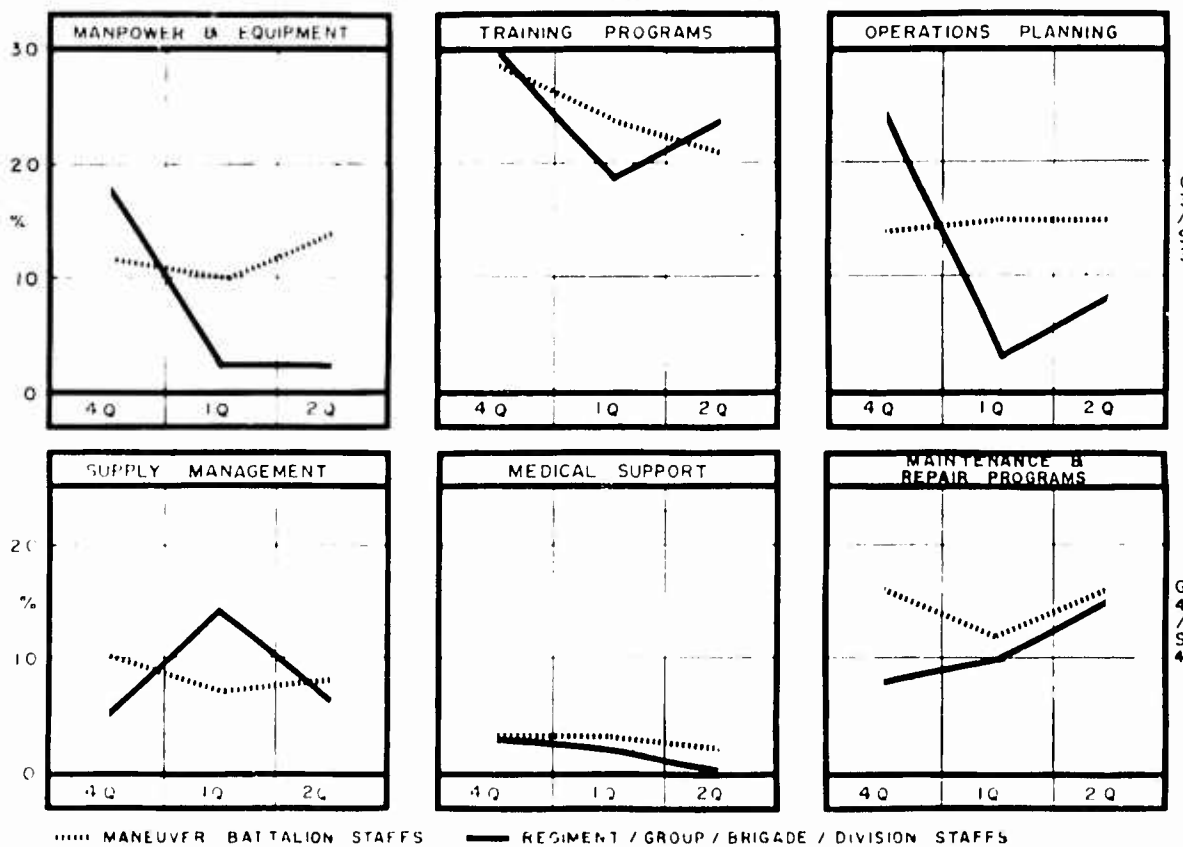 MANPOWER & EQUIPMENT
TRAINING PROGRAMS
OPERATIONS PLANNING
30
20
%
10
0
4Q 1Q 2Q
4Q 1Q 2Q
4Q 1Q 2Q
SUPPLY MANAGEMENT
MEDICAL SUPPORT
MAINTENANCE &
REPAIR PROGRAMS
20
%
10
0
4Q 1Q 2Q
4Q 1Q 2Q
4Q 1Q 2Q
G4/S4
MANEUVER BATTALION STAFFS
REGIMENT / GROUP / BRIGADE / DIVISION STAFFS